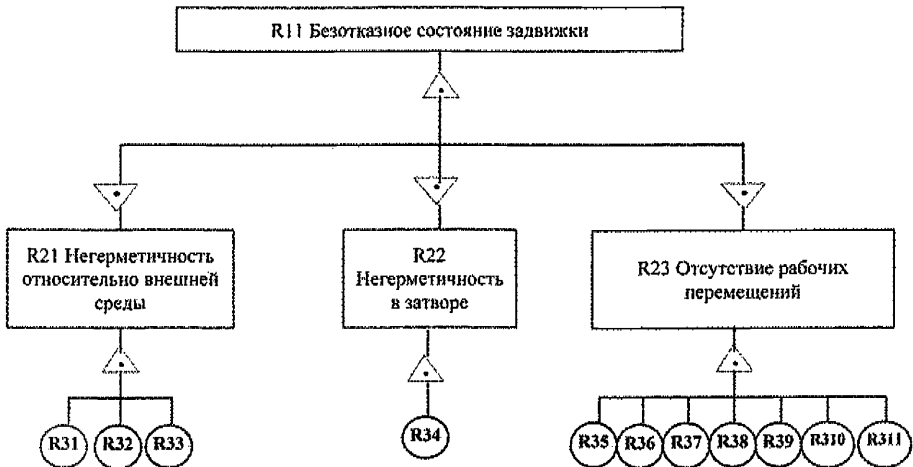 R11 Безотказное состояние задвижки
R21 Негерметичность
относительно внешней
среды
R22
Негерметичность
в затворе
R23 Отсутствие рабочих
перемещений
R31 R32 R33
R34
R35 R36 R37 R38 R39 R310 R311